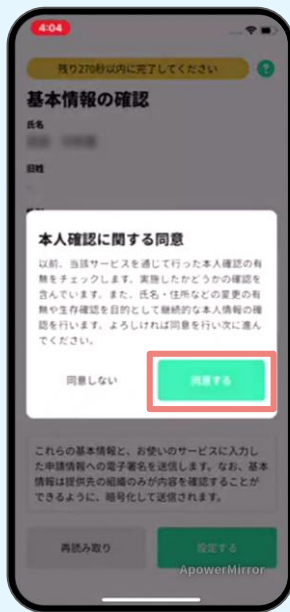 4:04
残り270秒以内に完了してください
?
基本情報の確認
氏名
旧姓
本人確認に関する同意
以前、当該サービスを通じて行った本人確認の有
無をチェックします。実施したかどうかの確認を
含んでいます。また、氏名・住所などの変更の有
無や生存確認を目的として継続的な本人情報の確
認を行います。よろしければ同意を行い次に進ん
でください。
同意しない
同意する
これらの基本情報と、お使いのサービスに入力し
た申請情報への電子署名を送信します。なお、基本
情報は提供先の組織のみが内容を確認することが
できるように、暗号化して送信されます。
再読み取り
設定する
ApowerMirror